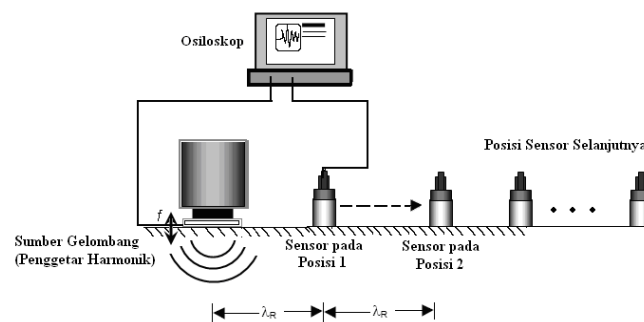 Osiloskop
Posisi Sensor Selanjutnya
f
Sumber Gelombang
(Penggetar Harmonik)
Sensor pada
Posisi 1
Sensor pada
Posisi 2
λR
λR